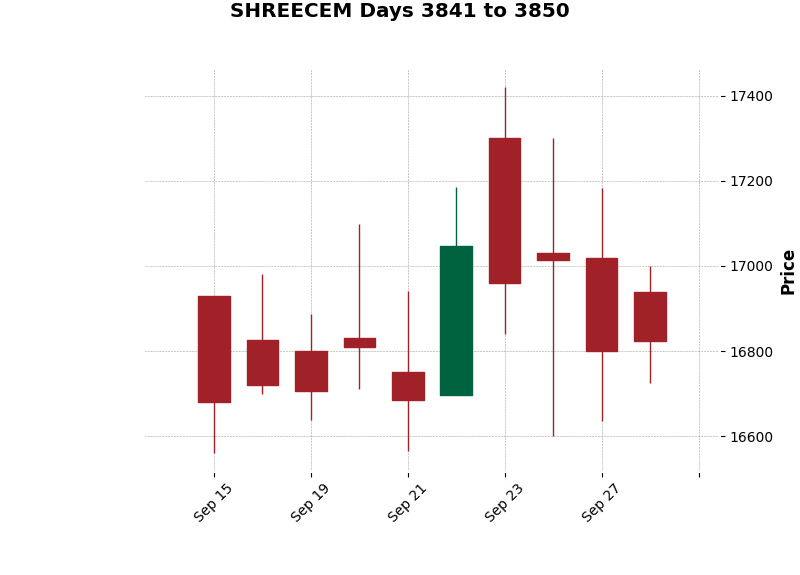 SHREECEM Days 3841 to 3850
17400
17200
17000
16800
16600
Price
Sep 15
Sep 19
Sep 21
Sep 23
Sep 27